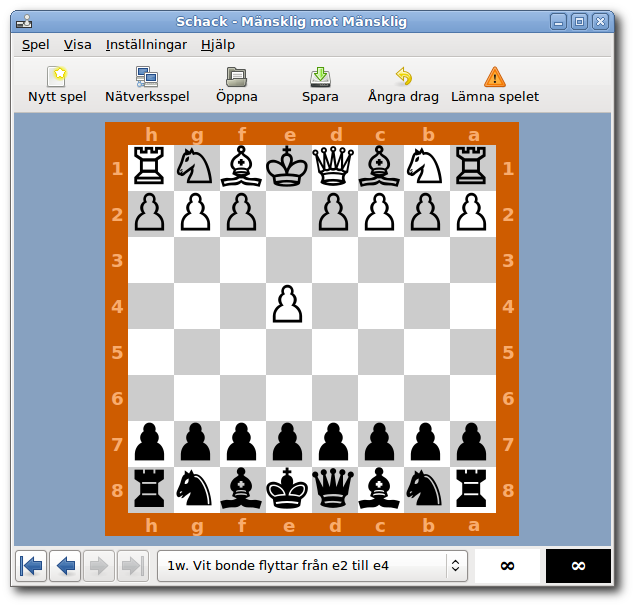 Schack - Mänsklig mot Mänsklig
Spel Visa Inställningar Hjälp
Nytt spel Nätverksspel Öppna Spara Ångra drag Lämna spelet
h g f e d c b a
1 1
2 2
3 3
4 4
5 5
6 6
7 7
8 8
h g f e d c b a
1w. Vit bonde flyttar från e2 till e4 ∞ ∞